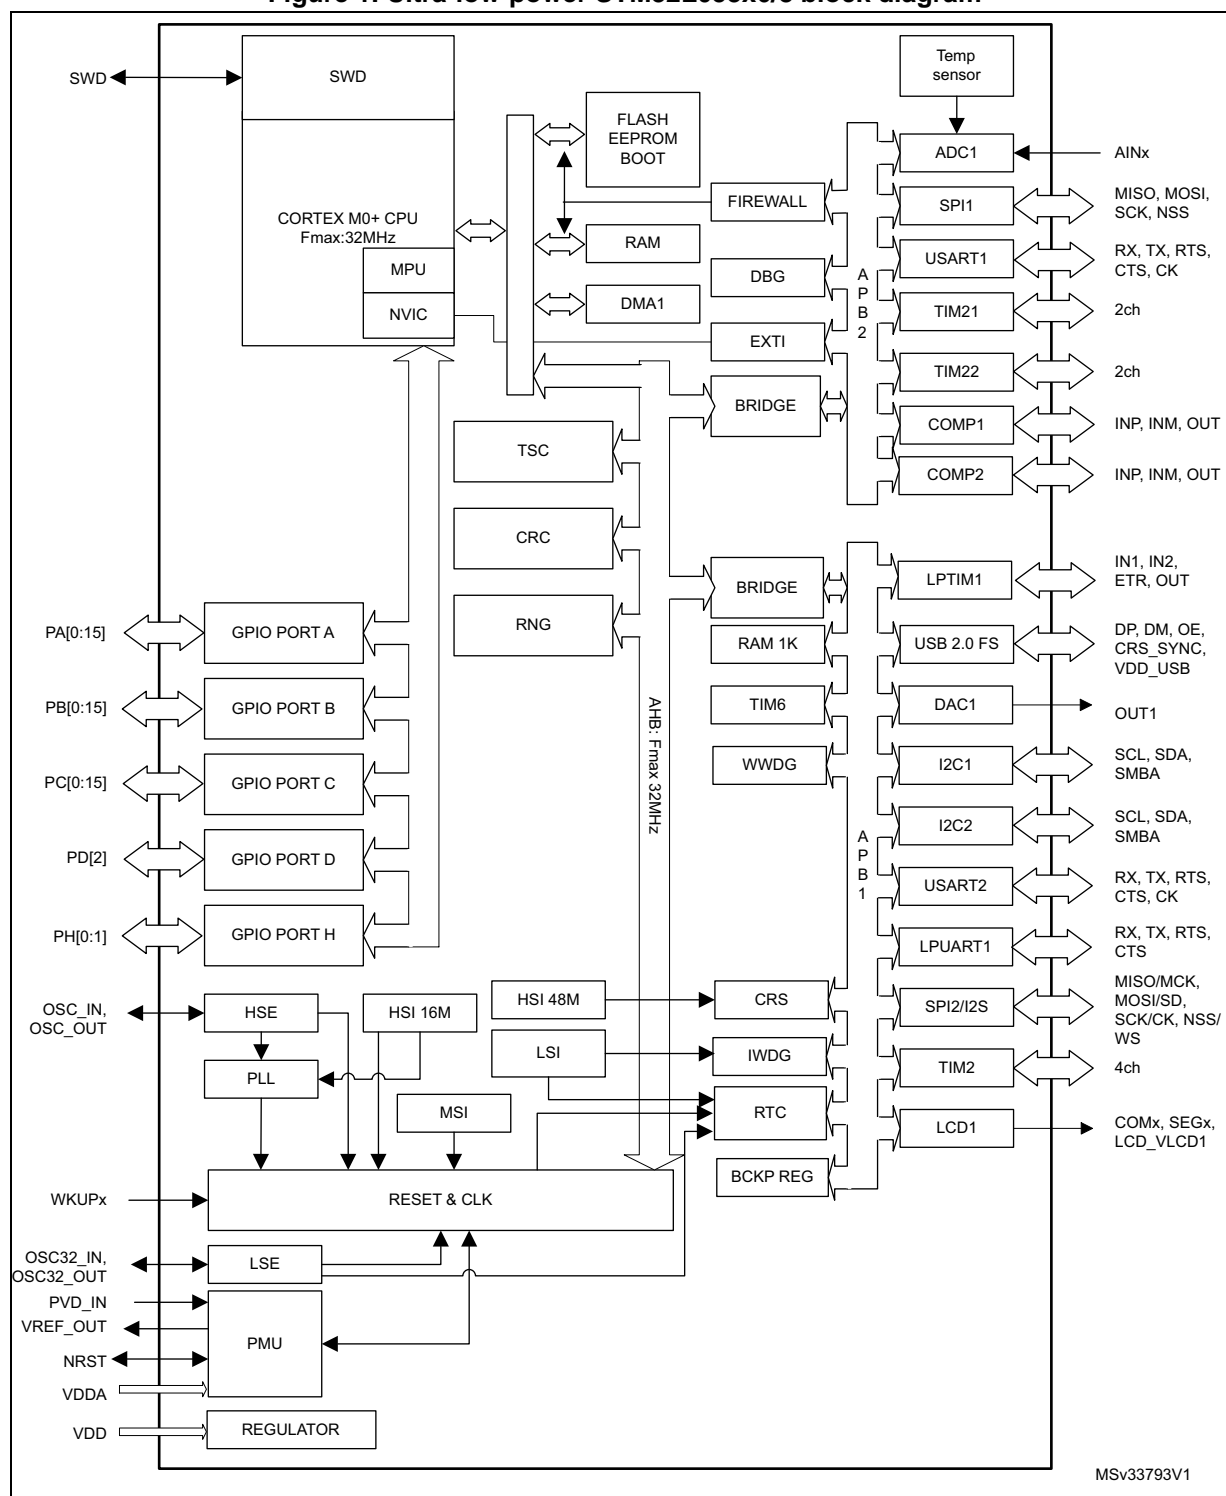 SWD
SWD
CORTEX M0+ CPU
Fmax:32MHz
MPU
NVIC
FLASH
EEPROM
BOOT
RAM
DMA1
FIREWALL
DBG
EXTI
BRIDGE
A
P
B
2
Temp
sensor
ADC1
AINx
SPI1
MISO, MOSI,
SCK, NSS
USART1
RX, TX, RTS,
CTS, CK
TIM21
2ch
TIM22
2ch
COMP1
INP, INM, OUT
COMP2
INP, INM, OUT
TSC
CRC
RNG
AHB: Fmax 32MHz
BRIDGE
RAM 1K
TIM6
WWDG
A
P
B
1
LPTIM1
IN1, IN2,
ETR, OUT
USB 2.0 FS
DP, DM, OE,
CRS_SYNC,
VDD_USB
DAC1
OUT1
I2C1
SCL, SDA,
SMBA
I2C2
SCL, SDA,
SMBA
USART2
RX, TX, RTS,
CTS, CK
LPUART1
RX, TX, RTS,
CTS
SPI2/I2S
MISO/MCK,
MOSI/SD,
SCK/CK, NSS/
WS
TIM2
4ch
LCD1
COMx, SEGx,
LCD_VLCD1
PA[0:15]
GPIO PORT A
PB[0:15]
GPIO PORT B
PC[0:15]
GPIO PORT C
PD[2]
GPIO PORT D
PH[0:1]
GPIO PORT H
OSC_IN,
OSC_OUT
HSE
HSI 16M
PLL
MSI
HSI 48M
CRS
LSI
IWDG
RTC
BCKP REG
WKUPx
RESET & CLK
OSC32_IN,
OSC32_OUT
LSE
PVD_IN
VREF_OUT
NRST
VDDA
PMU
VDD
REGULATOR
MSv33793V1